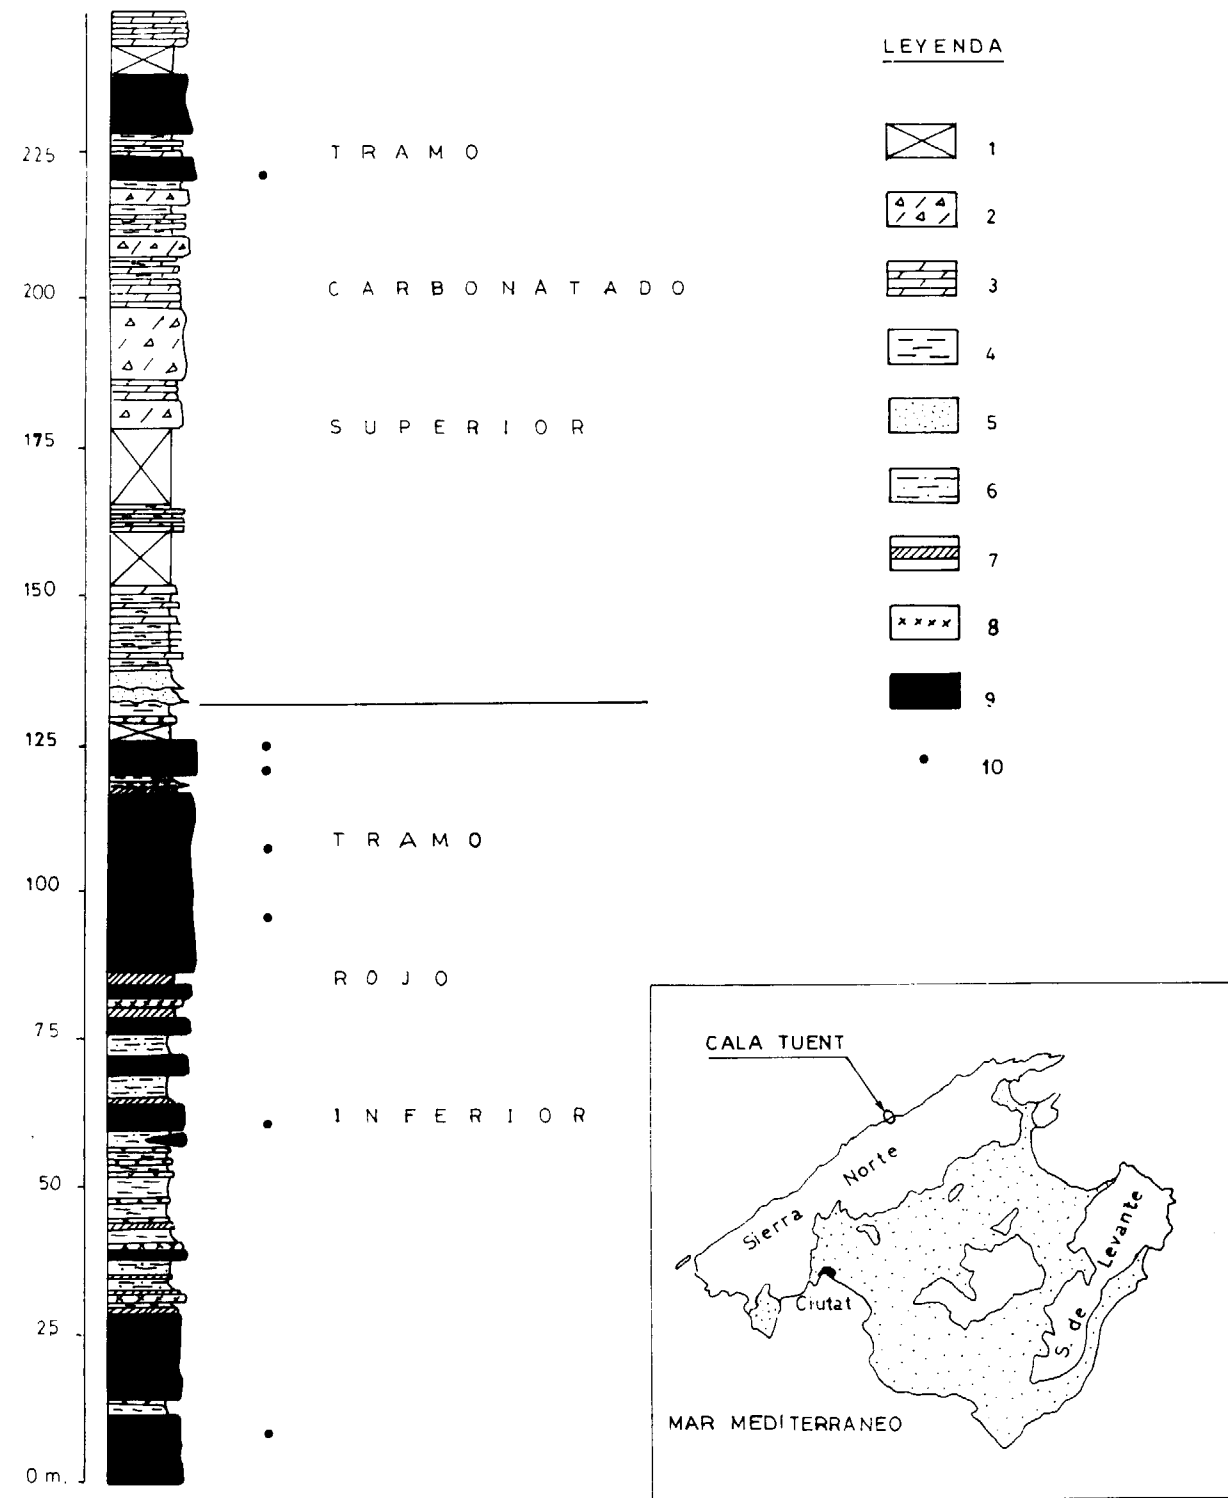 LEYENDA
1
2
3
4
5
6
7
8
9
10
225
200
175
150
125
100
75
50
25
0 m.
TRAMO
CARBONATADO
SUPERIOR
TRAMO
ROJO
INFERIOR
CALA TUENT
Sierra Norte
S. de Levante
Ciutat
MAR MEDITERRANEO